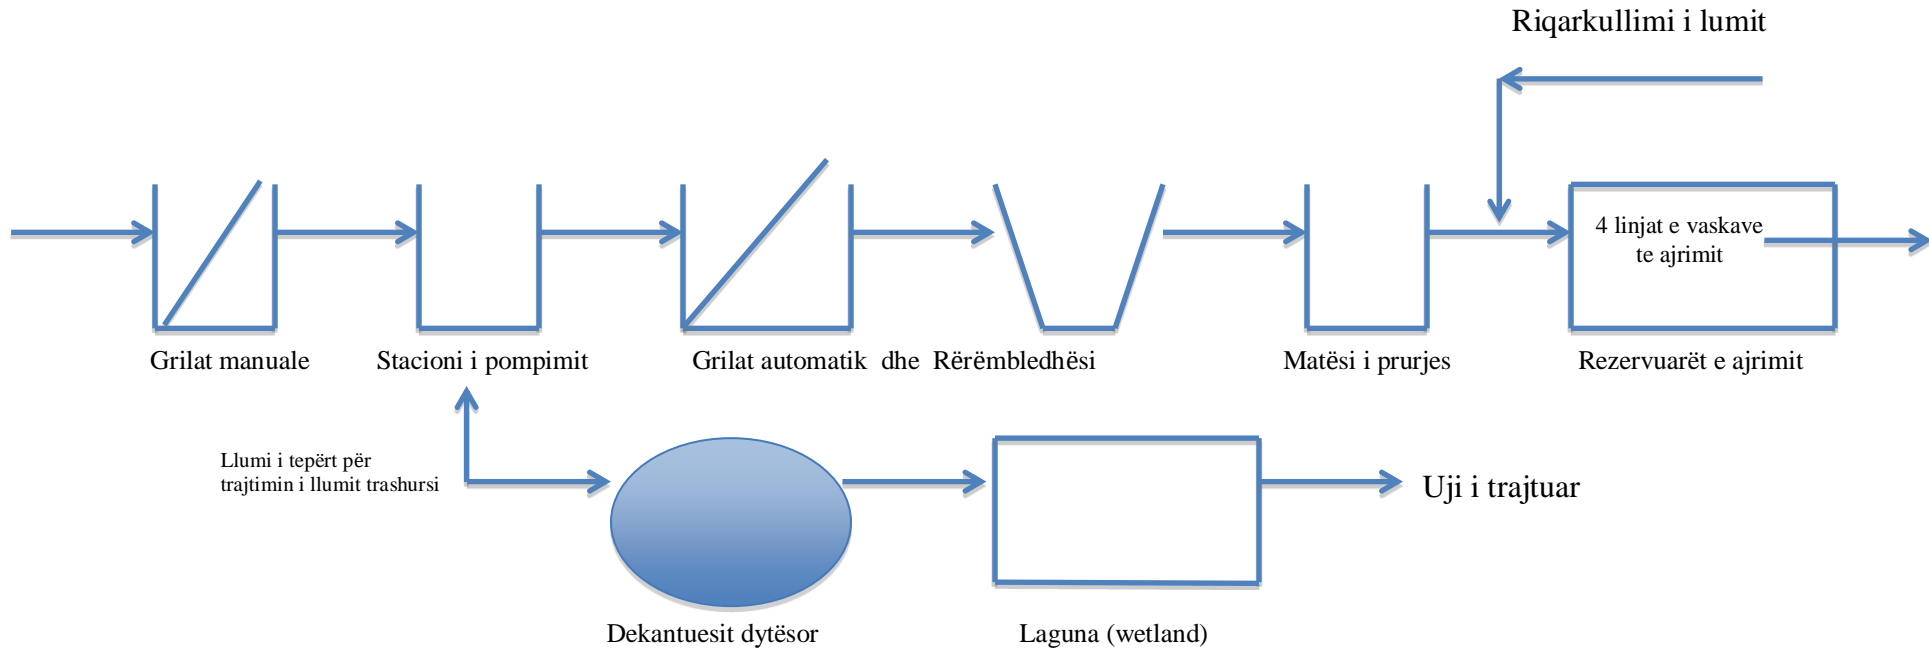 Riqarkullimi i lumit
4 linjat e vaskave
te ajrimit
Grilat manuale
Stacioni i pompimit
Grilat automatik dhe Rërëmbledhësi
Matësi i prurjes
Rezervuarët e ajrimit
Llumi i tepërt për
trajtimin i llumit trashursi
Uji i trajtuar
Dekantuesit dytësor
Laguna (wetland)